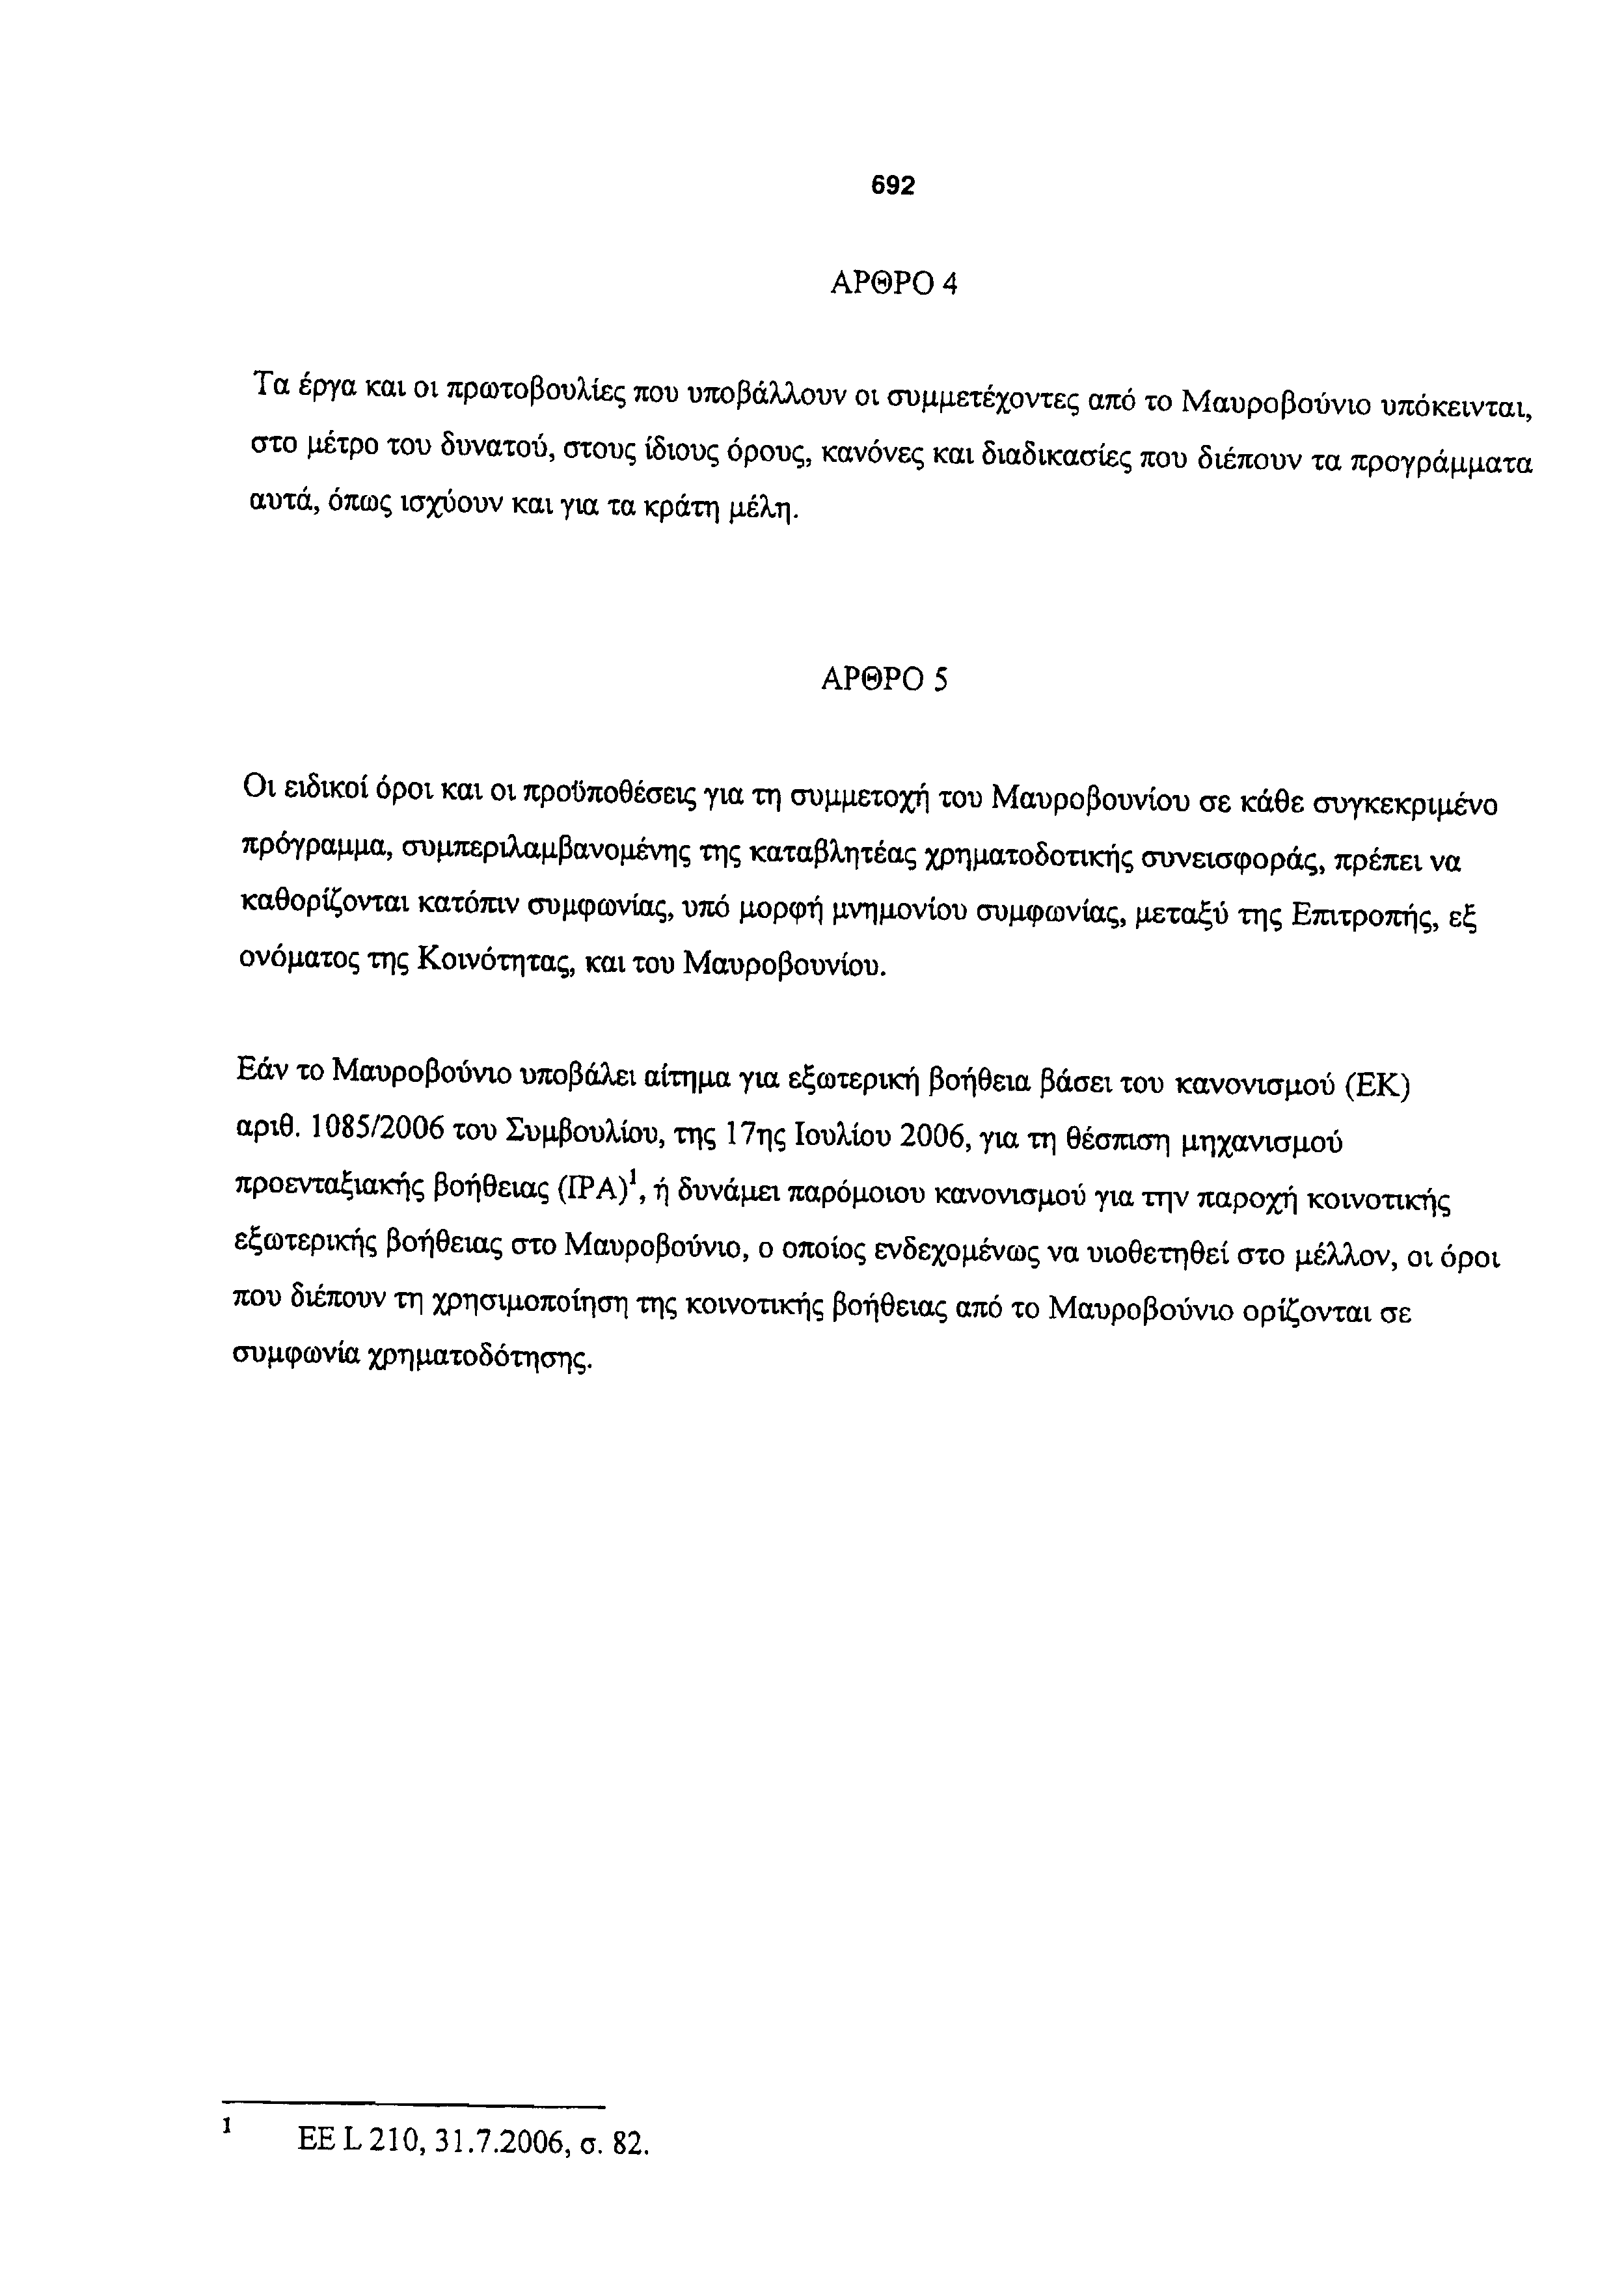 692
ΑΡΘΡΟ 4
Τα έργα και οι πρωτοβουλίες που υποβάλλουν οι συμμετέχοντες από το Μαυροβούνιο υπόκεινται,
στο μέτρο του δυνατού, στους ίδιους όρους, κανόνες και διαδικασίες που διέπουν τα προγράμματα
αυτά, όπως ισχύουν και για τα κράτη μέλη.
ΑΡΘΡΟ 5
Οι ειδικοί όροι και οι προϋποθέσεις για τη συμμετοχή του Μαυροβουνίου σε κάθε συγκεκριμένο
πρόγραμμα, συμπεριλαμβανομένης της καταβλητέας χρηματοδοτικής συνεισφοράς, πρέπει να
καθορίζονται κατόπιν συμφωνίας, υπό μορφή μνημονίου συμφωνίας, μεταξύ της Επιτροπής, εξ
ονόματος της Κοινότητας, και του Μαυροβουνίου.
Εάν το Μαυροβούνιο υποβάλει αίτημα για εξωτερική βοήθεια βάσει του κανονισμού (ΕΚ)
αριθ. 1085/2006 του Συμβουλίου, της 17ης Ιουλίου 2006, για τη θέσπιση μηχανισμού
προενταξιακής βοήθειας (ΙΡΑ)¹, ή δυνάμει παρόμοιου κανονισμού για την παροχή κοινοτικής
εξωτερικής βοήθειας στο Μαυροβούνιο, ο οποίος ενδεχομένως να υιοθετηθεί στο μέλλον, οι όροι
που διέπουν τη χρησιμοποίηση της κοινοτικής βοήθειας από το Μαυροβούνιο ορίζονται σε
συμφωνία χρηματοδότησης.
1 ΕΕ L 210, 31.7.2006, σ. 82.